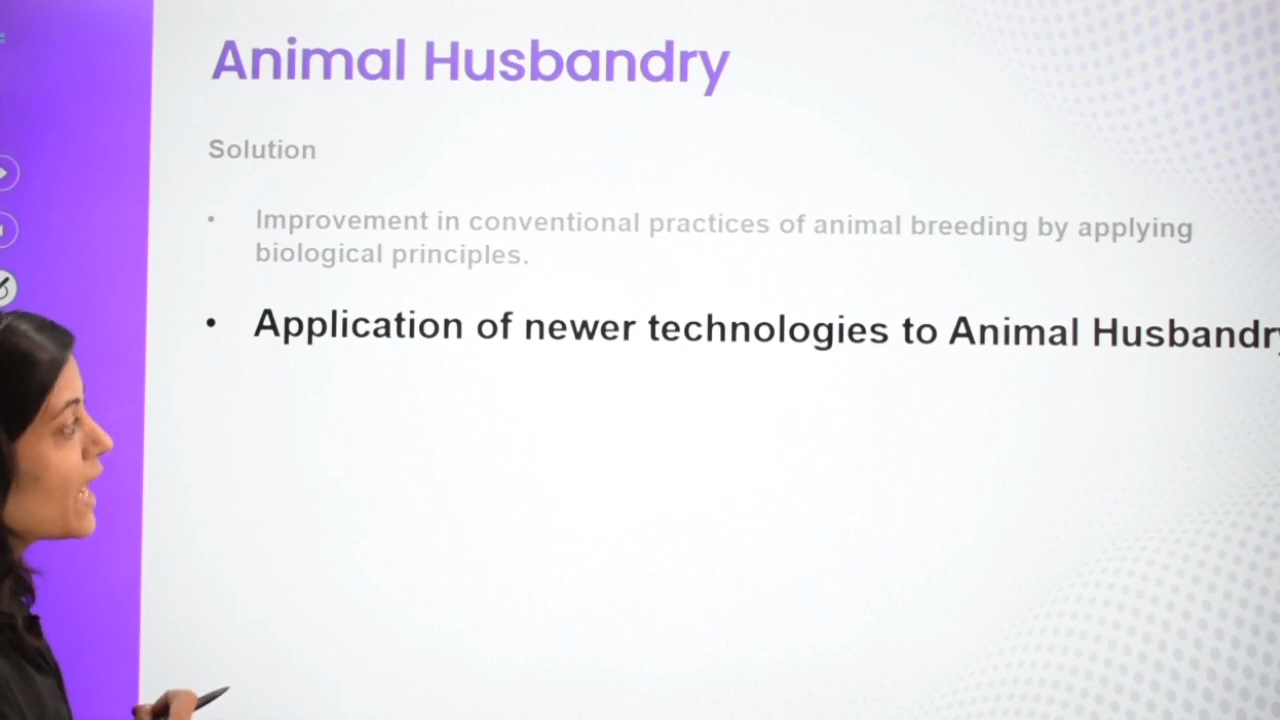 Animal Husbandry
Solution
• Improvement in conventional practices of animal breeding by applying
biological principles.
• Application of newer technologies to Animal Husbandry